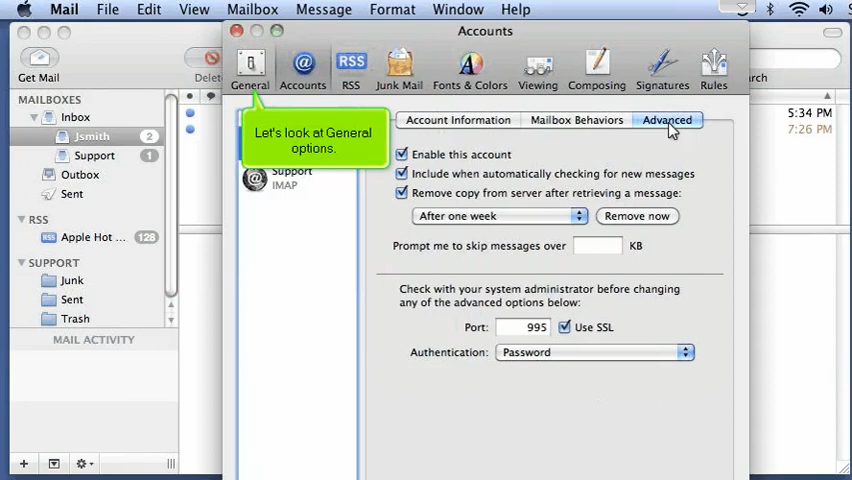 Mail File Edit View Mailbox Message Format Window Help
Accounts
Get Mail
Dele
General Accounts RSS Junk Mail Fonts & Colors Viewing Composing Signatures Rules
RSS
arch
MAILBOXES
Inbox
Jsmith 2
Support 1
Outbox
Sent
RSS
Apple Hot ... 128
SUPPORT
Junk
Sent
Trash
MAIL ACTIVITY
Let's look at General
options.
Support
IMAP
Account Information Mailbox Behaviors Advanced
Enable this account
Include when automatically checking for new messages
Remove copy from server after retrieving a message:
After one week Remove now
Prompt me to skip messages over KB
Check with your system administrator before changing
any of the advanced options below:
Port: 995 Use SSL
Authentication: Password
5:34 PM
7:26 PM